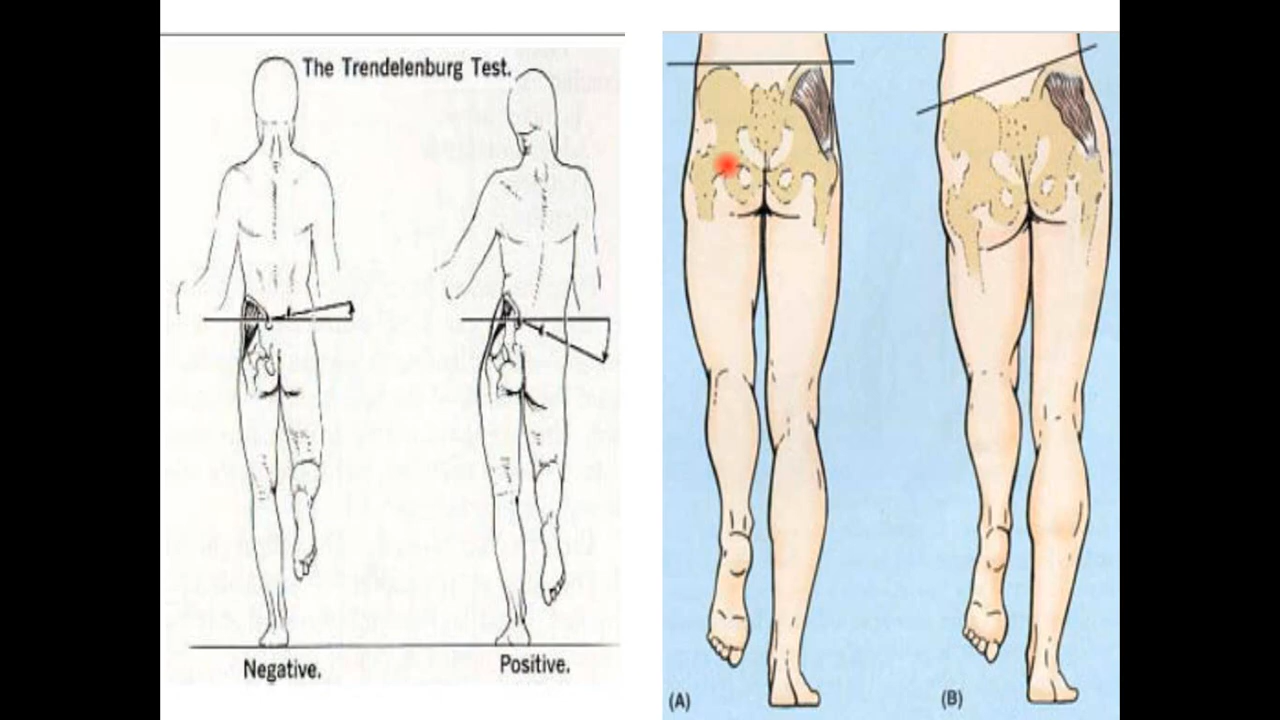 The Trendelenburg Test.
Negative.
Positive.
(A)
(B)